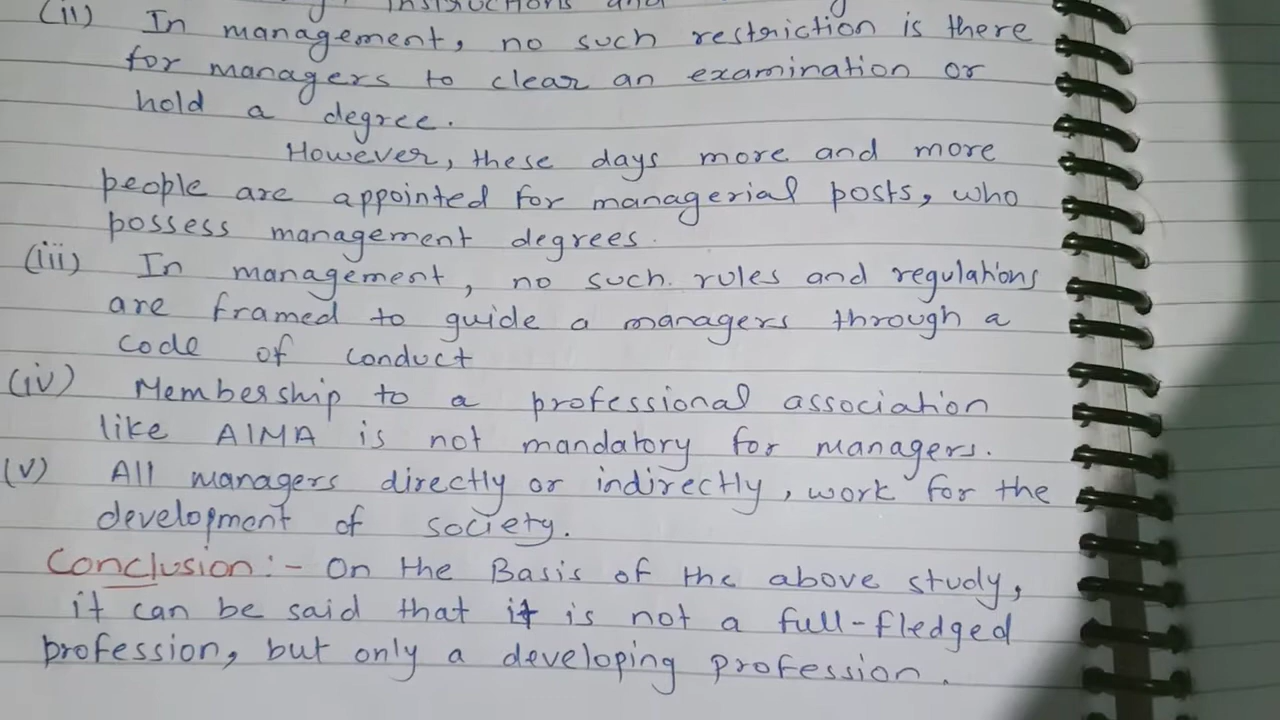 (ii) In management, no such restriction is there
for managers to clear an examination or
hold a degree.
However, these days more and more
people are appointed for managerial posts, who
possess management degrees.
(iii) In management, no such rules and regulations
are framed to guide a managers through a
code of conduct
(iv) Membership to a professional association
like AIMA is not mandatory for managers.
(v) All managers directly or indirectly, work for the
development of society.
Conclusion:- On the Basis of the above study,
it can be said that it is not a full-fledged
profession, but only a developing profession.